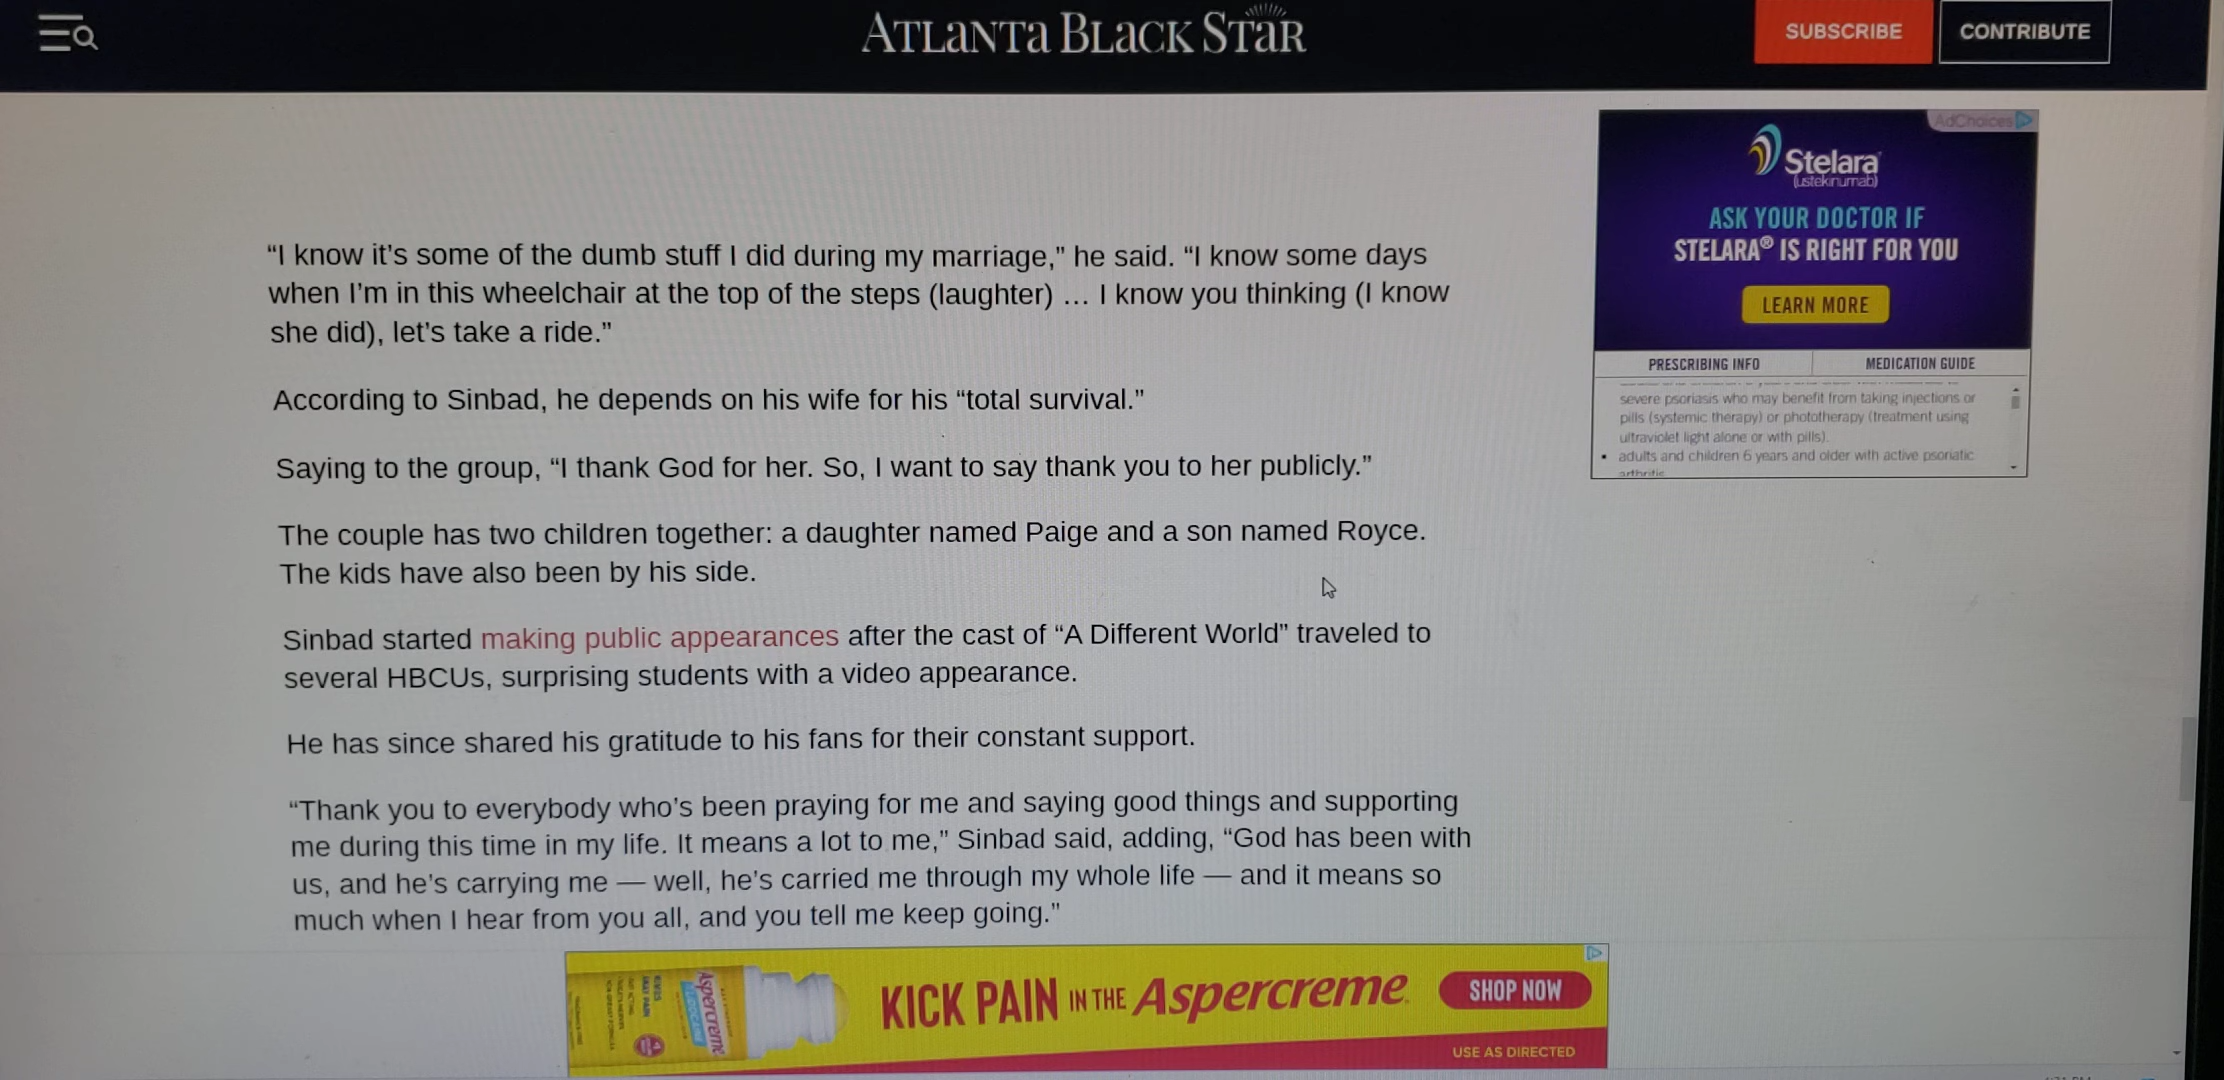 ATLANTA BLACK STAR
SUBSCRIBE
CONTRIBUTE
“I know it’s some of the dumb stuff I did during my marriage,” he said. “I know some days
when I’m in this wheelchair at the top of the steps (laughter) … I know you thinking (I know
she did), let’s take a ride.”
According to Sinbad, he depends on his wife for his “total survival.”
Saying to the group, “I thank God for her. So, I want to say thank you to her publicly.”
The couple has two children together: a daughter named Paige and a son named Royce.
The kids have also been by his side.
Sinbad started making public appearances after the cast of “A Different World” traveled to
several HBCUs, surprising students with a video appearance.
He has since shared his gratitude to his fans for their constant support.
“Thank you to everybody who’s been praying for me and saying good things and supporting
me during this time in my life. It means a lot to me,” Sinbad said, adding, “God has been with
us, and he’s carrying me — well, he’s carried me through my whole life — and it means so
much when I hear from you all, and you tell me keep going.”
AdChoices
Stelara
(ustekinumab)
ASK YOUR DOCTOR IF
STELARA® IS RIGHT FOR YOU
LEARN MORE
PRESCRIBING INFO
MEDICATION GUIDE
severe psoriasis who may benefit from taking injections or
pills (systemic therapy) or phototherapy (treatment using
ultraviolet light alone or with pills).
• adults and children 6 years and older with active psoriatic
arthritis
Aspercreme
KICK PAIN IN THE Aspercreme
SHOP NOW
USE AS DIRECTED